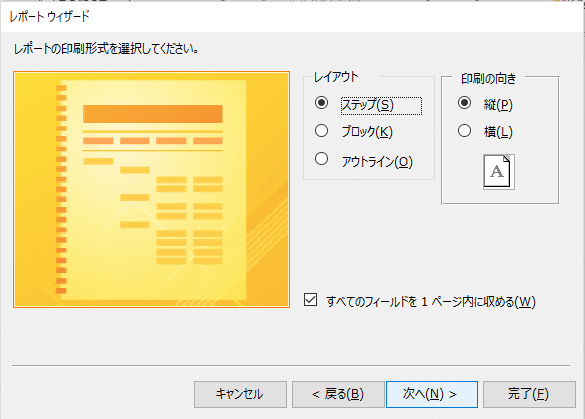 レポート ウィザード
レポートの印刷形式を選択してください。
レイアウト
ステップ(S)
ブロック(K)
アウトライン(O)
印刷の向き
縦(P)
横(L)
A
すべてのフィールドを 1 ページ内に収める(W)
キャンセル
< 戻る(B)
次へ(N) >
完了(F)